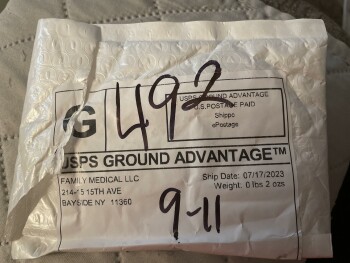 492
USPS GROUND ADVANTAGE
U.S.POSTAGE PAID
Shippo
ePostage
G
USPS GROUND ADVANTAGE™
FAMILY MEDICAL LLC
214-15 15TH AVE
BAYSIDE NY 11360
Ship Date: 07/17/2023
Weight: 0 lbs 2 ozs
9-11